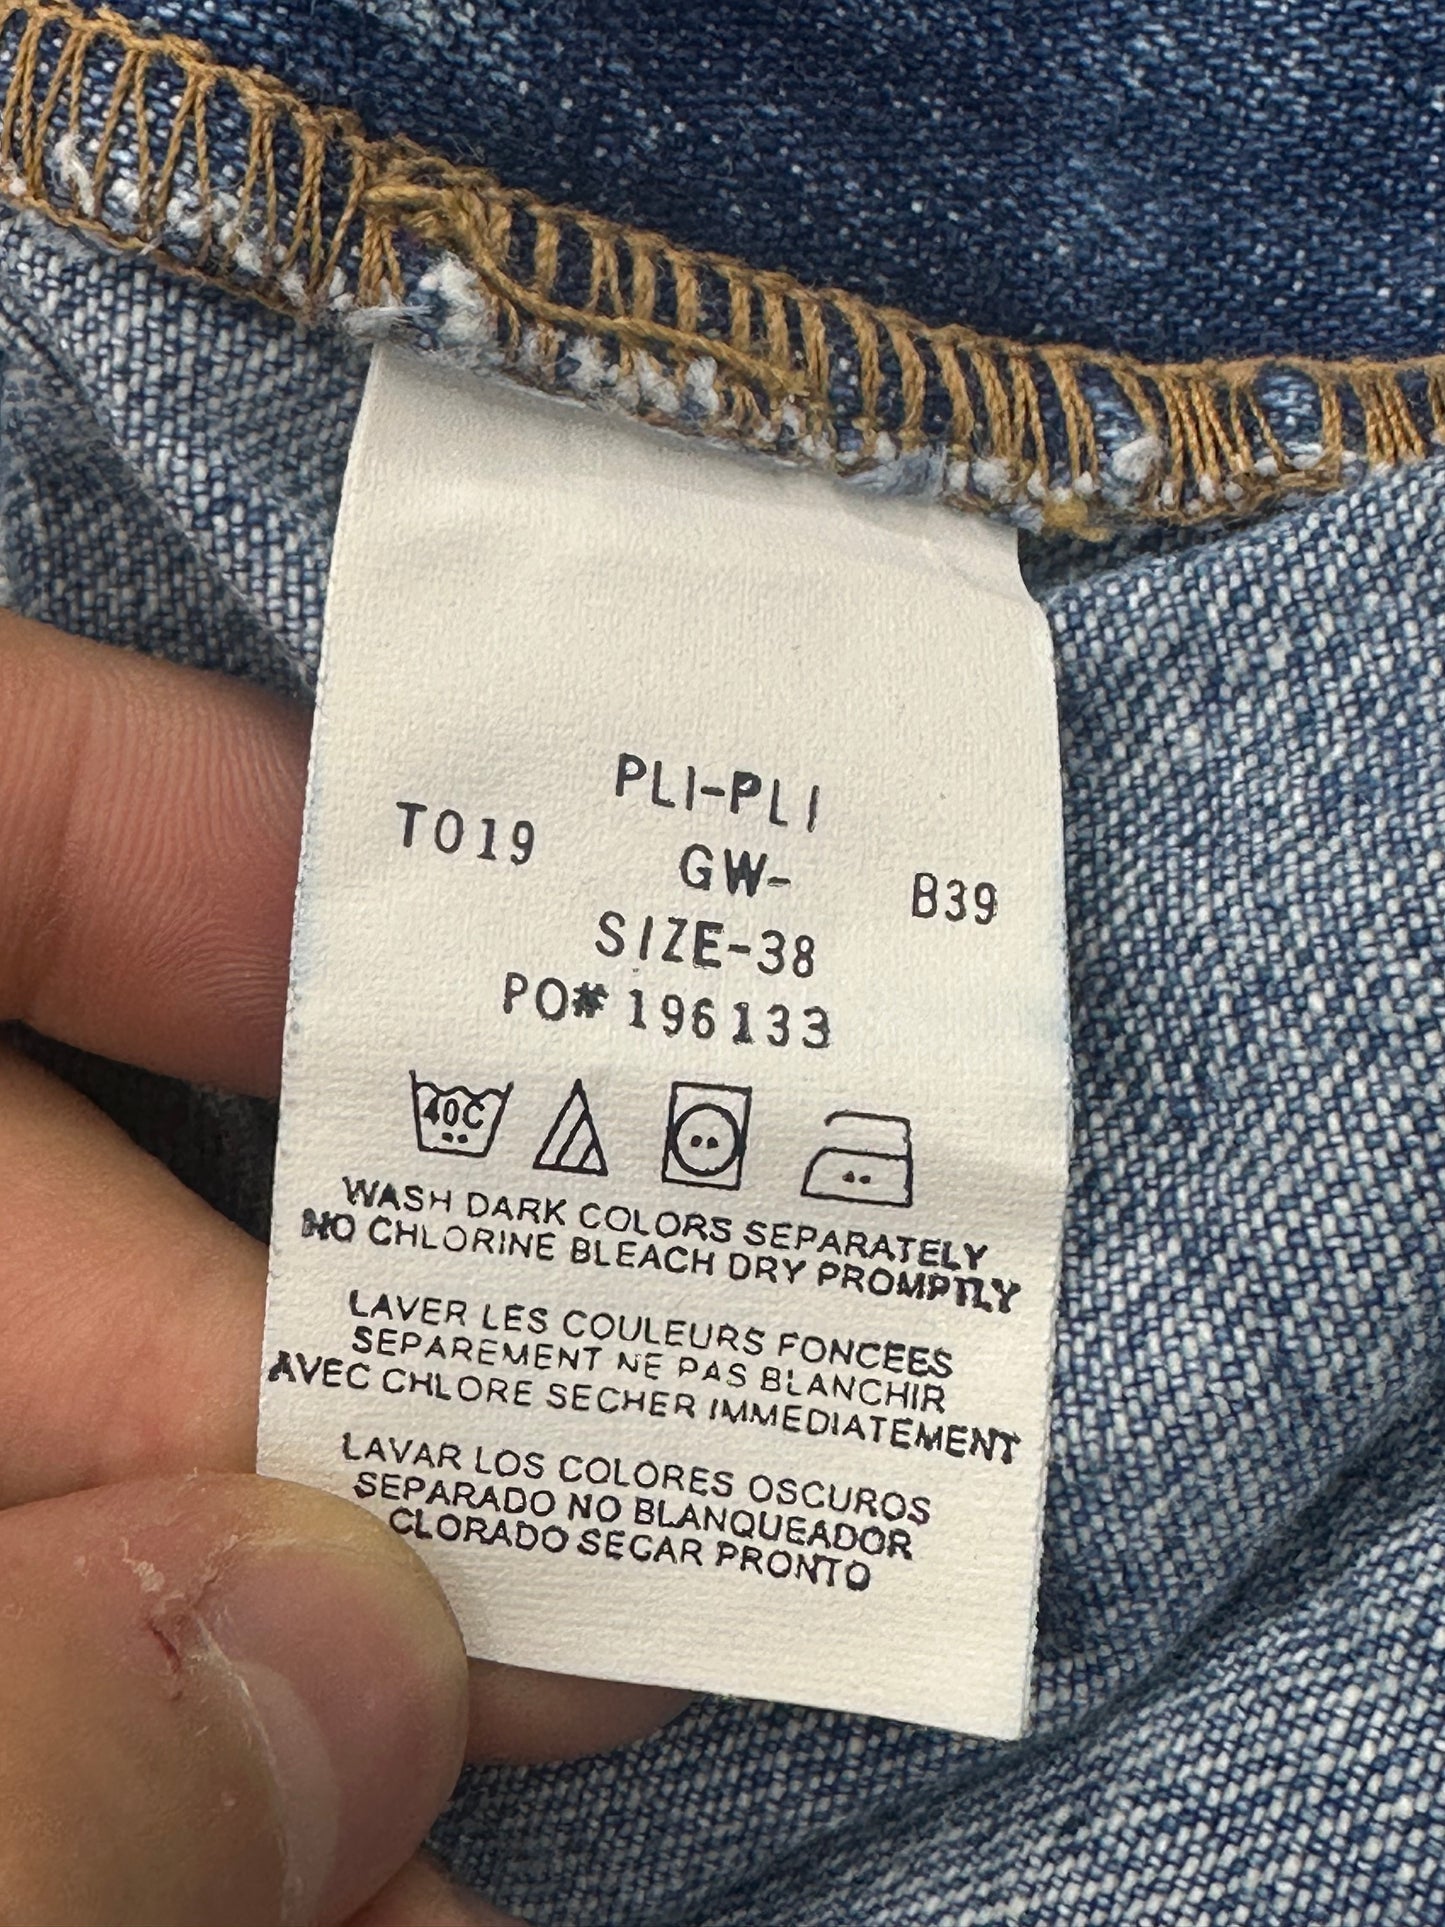 PLI-PLI
T019 GW- B39
SIZE-38
PO# 196133
40C
WASH DARK COLORS SEPARATELY
NO CHLORINE BLEACH DRY PROMPTLY
LAVER LES COULEURS FONCEES
SEPAREMENT NE PAS BLANCHIR
AVEC CHLORE SECHER IMMEDIATEMENT
LAVAR LOS COLORES OSCUROS
SEPARADO NO BLANQUEADOR
CLORADO SECAR PRONTO